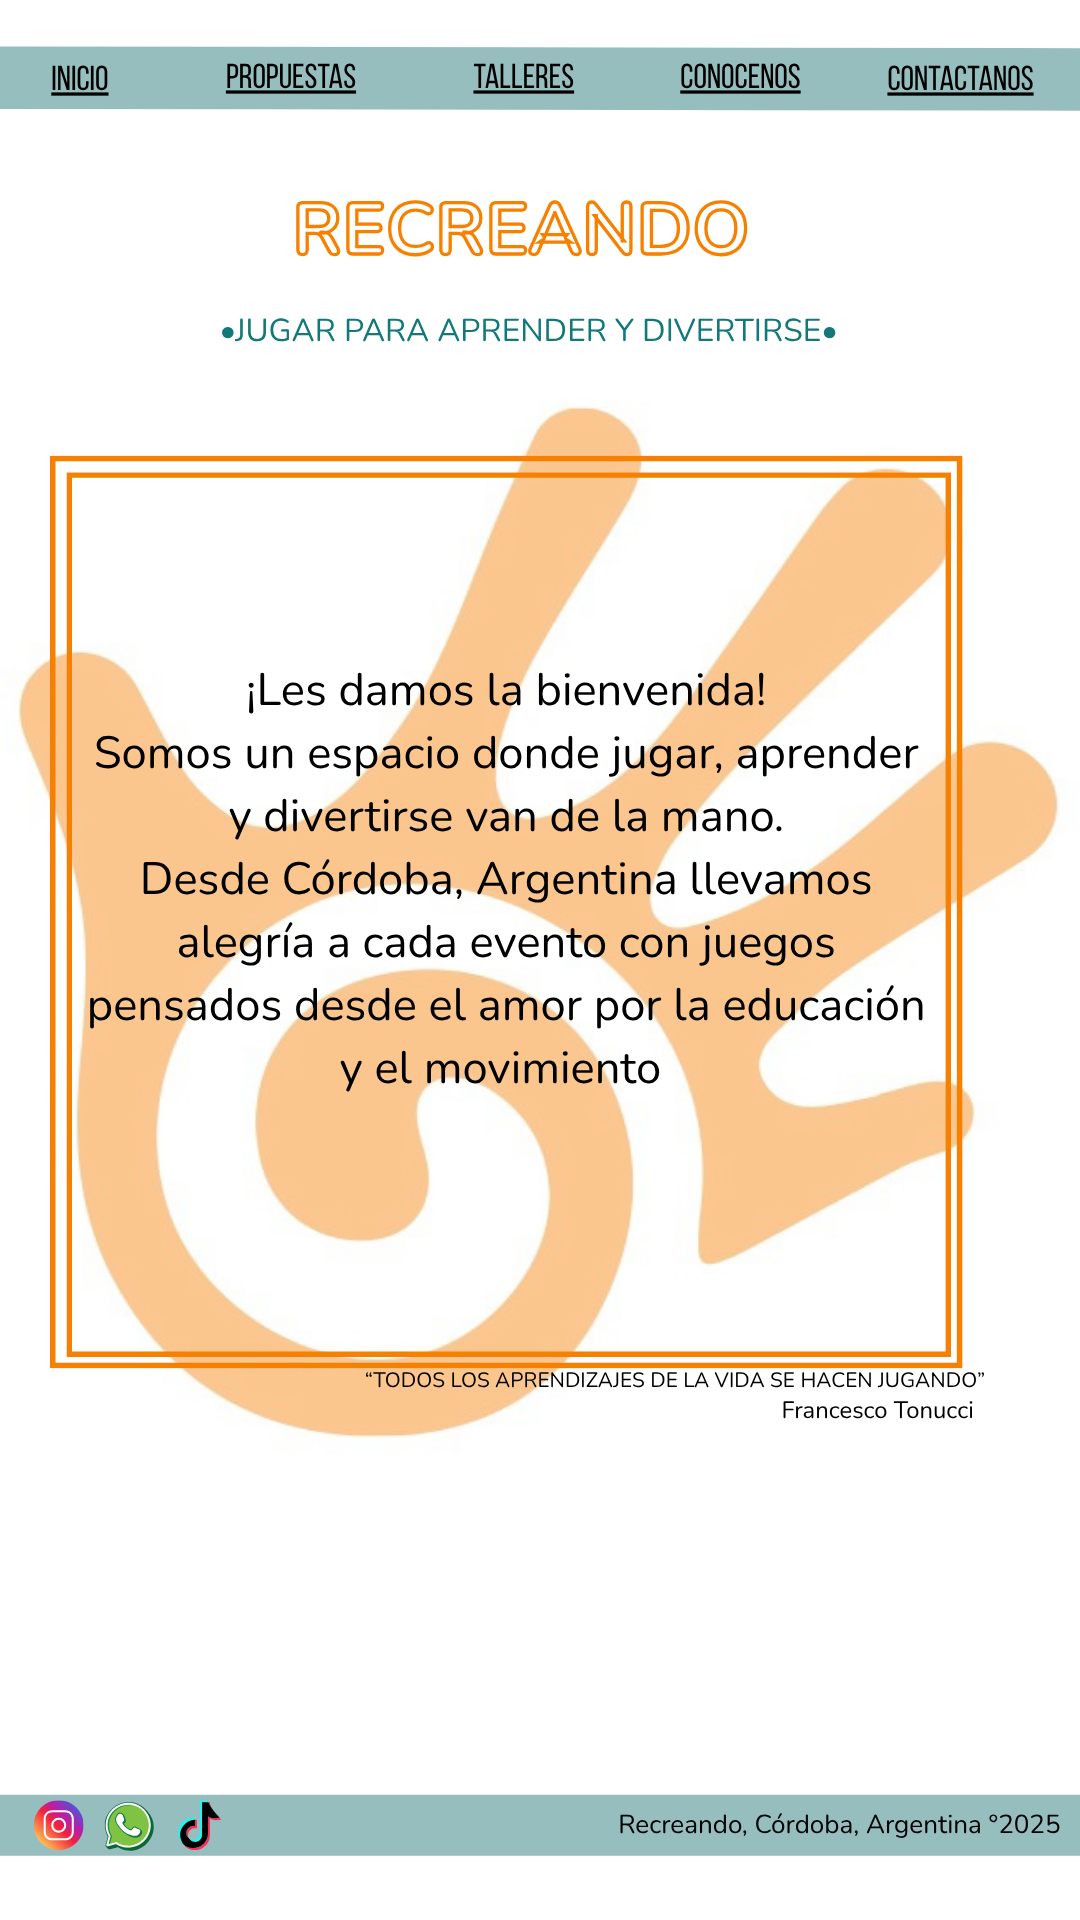 INICIO PROPUESTAS TALLERES CONOCENOS CONTACTANOS
RECREANDO
•JUGAR PARA APRENDER Y DIVERTIRSE•
¡Les damos la bienvenida!
Somos un espacio donde jugar, aprender
y divertirse van de la mano.
Desde Córdoba, Argentina llevamos
alegría a cada evento con juegos
pensados desde el amor por la educación
y el movimiento
“TODOS LOS APRENDIZAJES DE LA VIDA SE HACEN JUGANDO”
Francesco Tonucci
Recreando, Córdoba, Argentina °2025